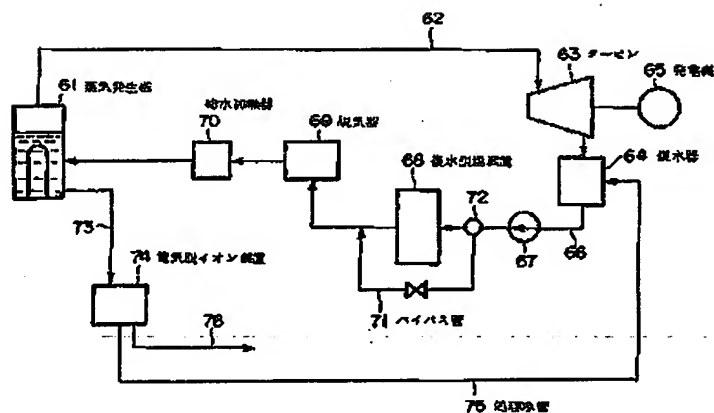 62
63 タービン
61 蒸気発生器
65 発電機
給水加熱器
70
69 脱気器
68 復水脱塩装置
72
64 復水器
73
67
66
74 電気脱イオン装置
71 バイパス管
78
75 処理水管